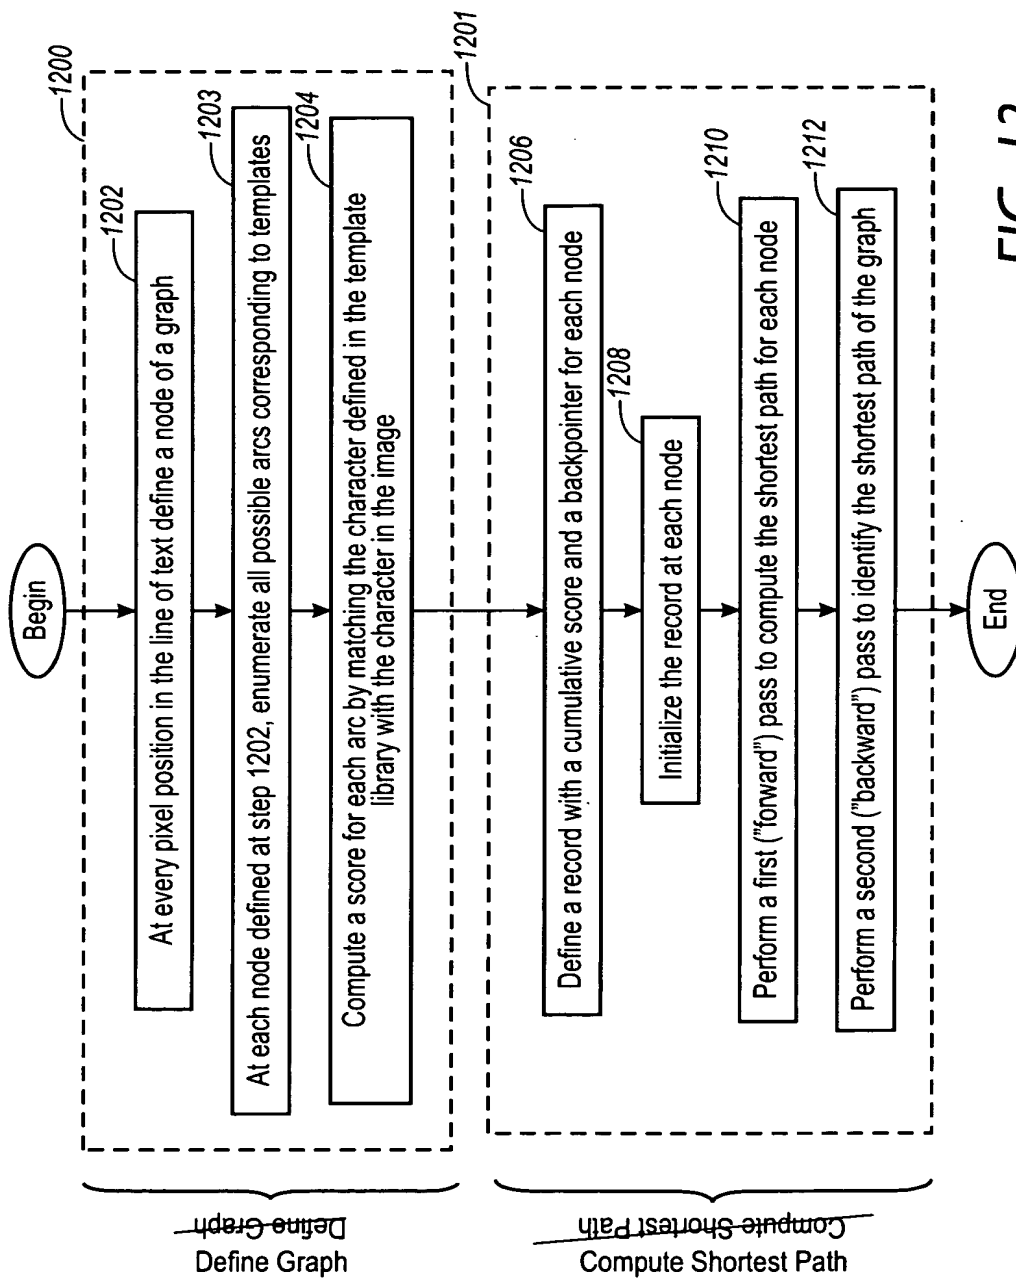 Begin
1200
1202
At every pixel position in the line of text define a node of a graph
1203
At each node defined at step 1202, enumerate all possible arcs corresponding to templates
1204
Compute a score for each arc by matching the character defined in the template
library with the character in the image
Define Graph
Define Graph
1201
1206
Define a record with a cumulative score and a backpointer for each node
1208
Initialize the record at each node
1210
Perform a first ("forward") pass to compute the shortest path for each node
1212
Perform a second ("backward") pass to identify the shortest path of the graph
Compute Shortest Path
Compute Shortest Path
End
FIG. 12